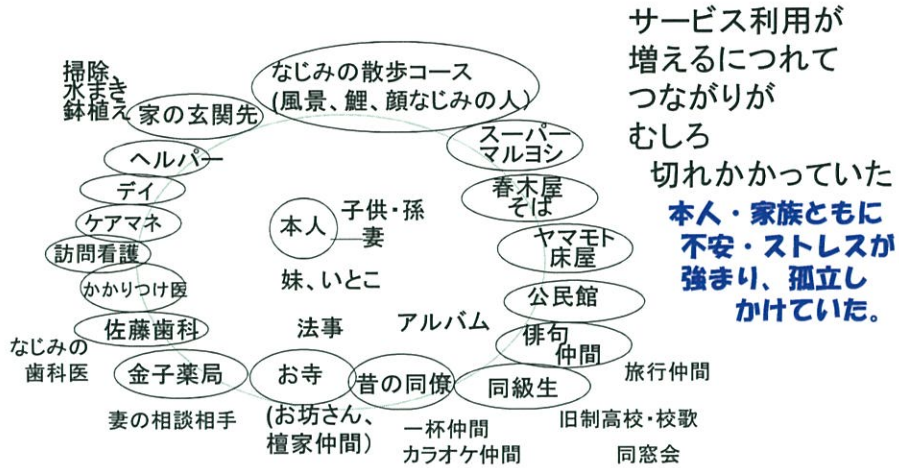 サービス利用が
増えるにつれて
つながりが
むしろ
切れかかっていた
本人・家族ともに
不安・ストレスが
強まり、孤立し
かけていた。
なじみの散歩コース
(風景、鯉、顔なじみの人)
掃除、
水まき
鉢植え
家の玄関先
スーパー
マルヨシ
ヘルパー
春木屋
そば
デイ
ケアマネ
本人
子供・孫
妻
ヤマモト
床屋
訪問看護
妹、いとこ
かかりつけ医
公民館
佐藤歯科
なじみの
歯科医
法事
アルバム
俳句
仲間
金子薬局
お寺
昔の同僚
同級生
旅行仲間
妻の相談相手
(お坊さん、
檀家仲間)
一杯仲間
カラオケ仲間
旧制高校・校歌
同窓会